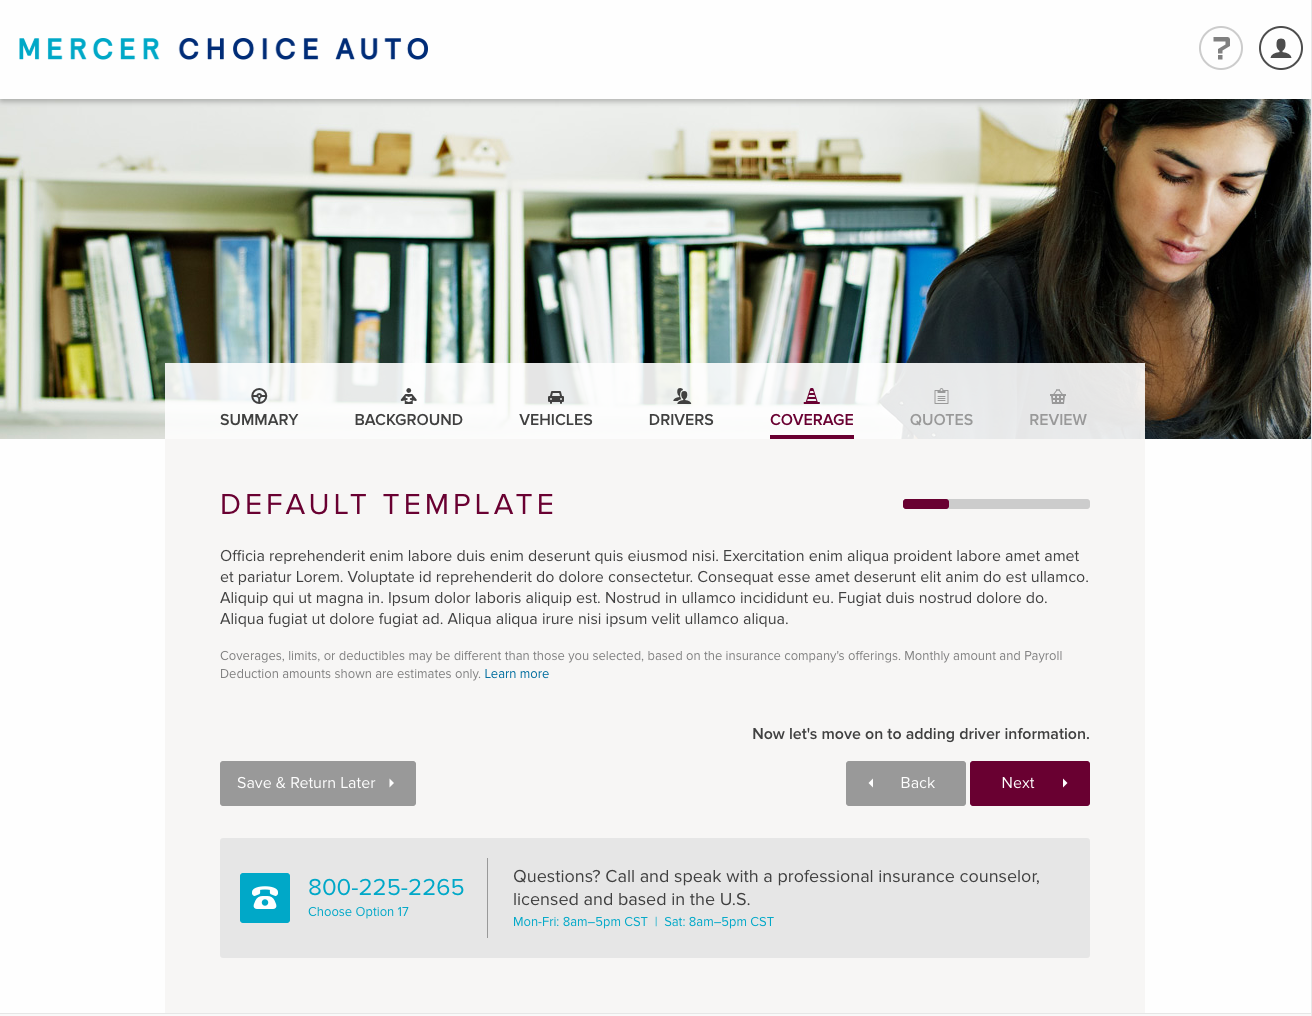 MERCER CHOICE AUTO
?
SUMMARY BACKGROUND VEHICLES DRIVERS COVERAGE QUOTES REVIEW
DEFAULT TEMPLATE
Officia reprehenderit enim labore duis enim deserunt quis eiusmod nisi. Exercitation enim aliqua proident labore amet amet
et pariatur Lorem. Voluptate id reprehenderit do dolore consectetur. Consequat esse amet deserunt elit anim do est ullamco.
Aliquip qui ut magna in. Ipsum dolor laboris aliquip est. Nostrud in ullamco incididunt eu. Fugiat duis nostrud dolore do.
Aliqua fugiat ut dolore fugiat ad. Aliqua aliqua irure nisi ipsum velit ullamco aliqua.
Coverages, limits, or deductibles may be different than those you selected, based on the insurance company's offerings. Monthly amount and Payroll
Deduction amounts shown are estimates only. Learn more
Now let's move on to adding driver information.
Save & Return Later Back Next
800-225-2265
Choose Option 17
Questions? Call and speak with a professional insurance counselor,
licensed and based in the U.S.
Mon-Fri: 8am–5pm CST | Sat: 8am–5pm CST